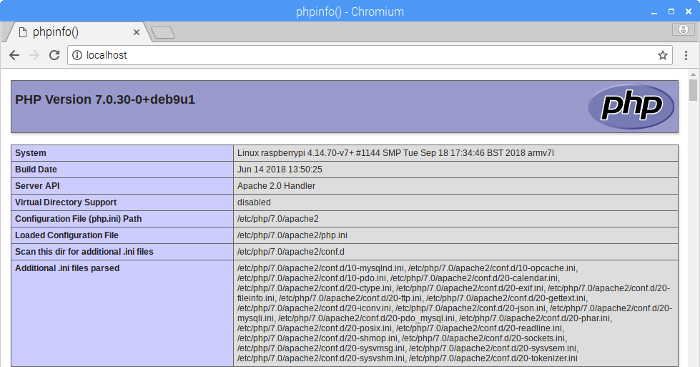 phpinfo() - Chromium
phpinfo()
localhost
PHP Version 7.0.30-0+deb9u1
php
System Linux raspberrypi 4.14.70-v7+ #1144 SMP Tue Sep 18 17:34:46 BST 2018 armv7l
Build Date Jun 14 2018 13:50:25
Server API Apache 2.0 Handler
Virtual Directory Support disabled
Configuration File (php.ini) Path /etc/php/7.0/apache2
Loaded Configuration File /etc/php/7.0/apache2/php.ini
Scan this dir for additional .ini files /etc/php/7.0/apache2/conf.d
Additional .ini files parsed /etc/php/7.0/apache2/conf.d/10-mysqlnd.ini, /etc/php/7.0/apache2/conf.d/10-opcache.ini,
/etc/php/7.0/apache2/conf.d/10-pdo.ini, /etc/php/7.0/apache2/conf.d/20-calendar.ini,
/etc/php/7.0/apache2/conf.d/20-ctype.ini, /etc/php/7.0/apache2/conf.d/20-exif.ini, /etc/php/7.0/apache2/conf.d/20-
fileinfo.ini, /etc/php/7.0/apache2/conf.d/20-ftp.ini, /etc/php/7.0/apache2/conf.d/20-gettext.ini,
/etc/php/7.0/apache2/conf.d/20-iconv.ini, /etc/php/7.0/apache2/conf.d/20-json.ini, /etc/php/7.0/apache2/conf.d/20-
mysqli.ini, /etc/php/7.0/apache2/conf.d/20-pdo_mysql.ini, /etc/php/7.0/apache2/conf.d/20-phar.ini,
/etc/php/7.0/apache2/conf.d/20-posix.ini, /etc/php/7.0/apache2/conf.d/20-readline.ini,
/etc/php/7.0/apache2/conf.d/20-shmop.ini, /etc/php/7.0/apache2/conf.d/20-sockets.ini,
/etc/php/7.0/apache2/conf.d/20-sysvmsg.ini, /etc/php/7.0/apache2/conf.d/20-sysvsem.ini,
/etc/php/7.0/apache2/conf.d/20-sysvshm.ini, /etc/php/7.0/apache2/conf.d/20-tokenizer.ini